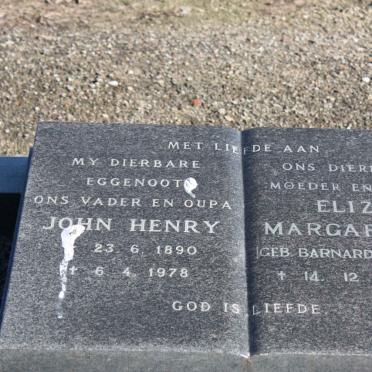 MET LIEFDE AAN
MY DIERBARE
EGGENOOT
ONS VADER EN OUPA
JOHN HENRY
23. 6. 1890
† 6. 4. 1978
ONS DIER
MOEDER EN
ELIZ
MARGAR
(GEB BARNARD
† 14. 12
GOD IS LIEFDE